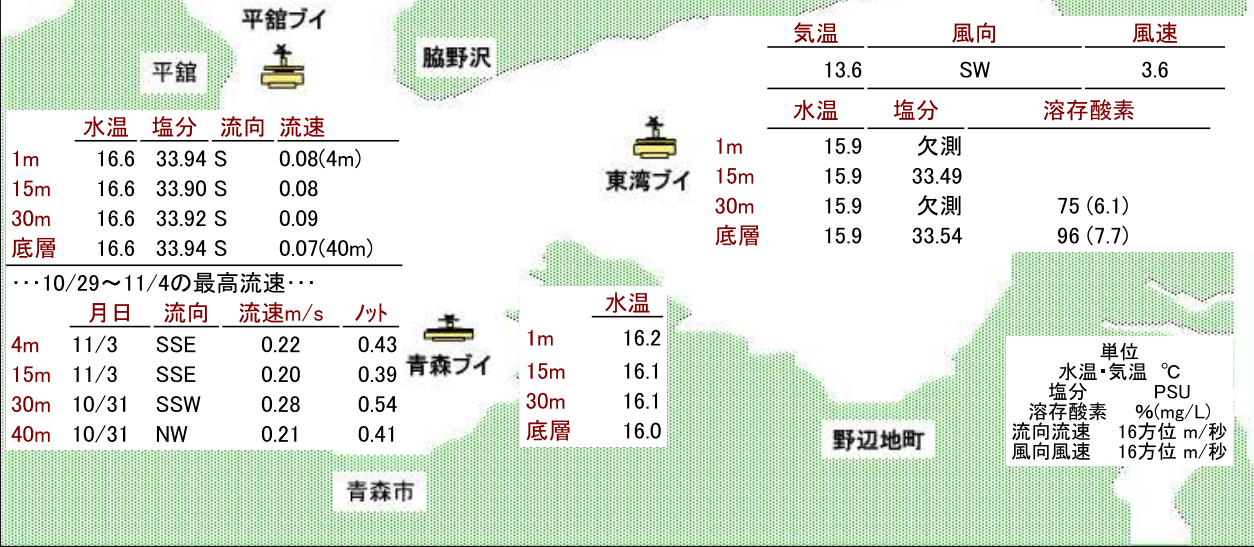 平舘ブイ
平舘
脇野沢
水温 塩分 流向 流速
1m 16.6 33.94 S 0.08(4m)
15m 16.6 33.90 S 0.08
30m 16.6 33.92 S 0.09
底層 16.6 33.94 S 0.07(40m)
･･･10/29～11/4の最高流速･･･
月日 流向 流速m/s ﾉｯﾄ
4m 11/3 SSE 0.22 0.43
15m 11/3 SSE 0.20 0.39
30m 10/31 SSW 0.28 0.54
40m 10/31 NW 0.21 0.41
気温 風向 風速
13.6 SW 3.6
水温 塩分 溶存酸素
1m 15.9 欠測
15m 15.9 33.49
30m 15.9 欠測 75 (6.1)
底層 15.9 33.54 96 (7.7)
東湾ブイ
青森ブイ
水温
1m 16.2
15m 16.1
30m 16.1
底層 16.0
青森市
野辺地町
単位
水温･気温 ℃
塩分 PSU
溶存酸素 %(mg/L)
流向流速 16方位 m/秒
風向風速 16方位 m/秒